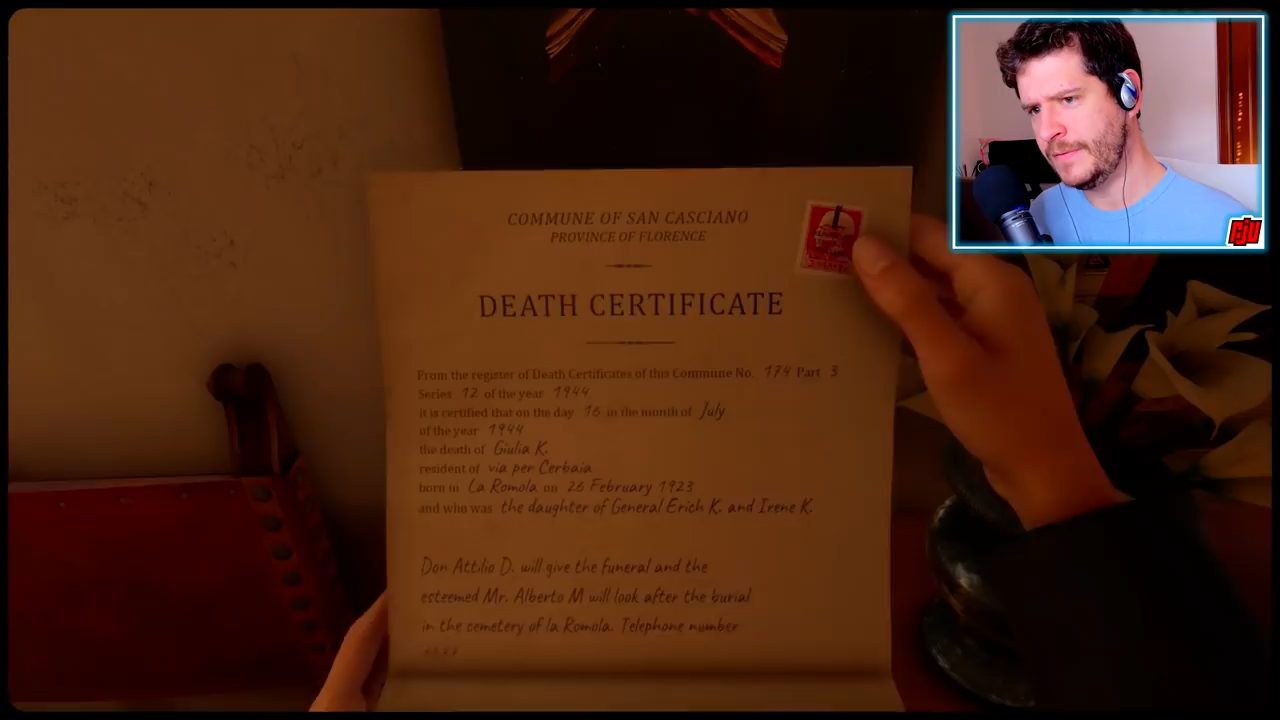 COMMUNE OF SAN CASCIANO
PROVINCE OF FLORENCE
DEATH CERTIFICATE
From the register of Death Certificates of this Commune No. 174 Part 3
Series 12 of the year 1944
it is certified that on the day 16 in the month of July
of the year 1944
the death of Giulia K.
resident of via per Cerbaia
born in La Romola on 26 February 1923
and who was the daughter of General Erich K. and Irene K.
Don Attilio D. will give the funeral and the
esteemed Mr. Alberto M will look after the burial
in the cemetery of la Romola. Telephone number
RJU